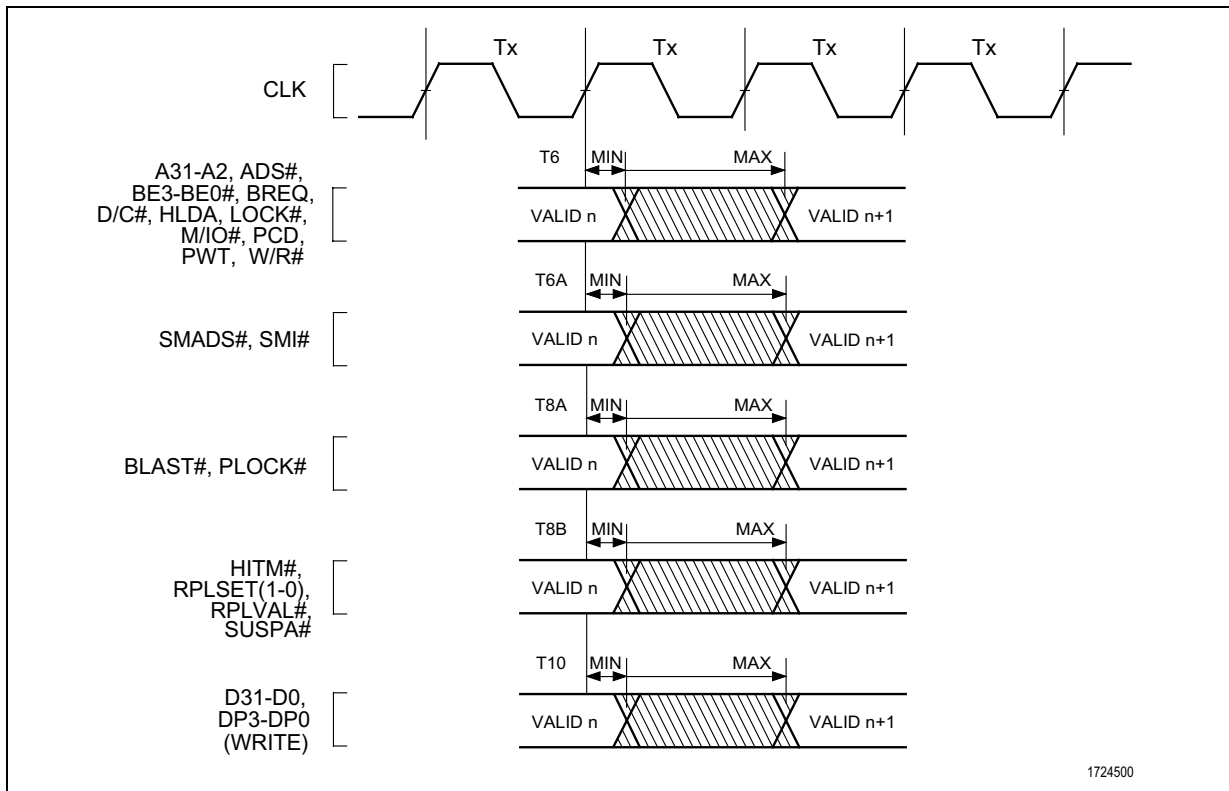 Tx Tx Tx Tx
CLK
T6 MIN MAX
A31-A2, ADS#,
BE3-BE0#, BREQ,
D/C#, HLDA, LOCK#,
M/IO#, PCD,
PWT, W/R#
VALID n VALID n+1
T6A MIN MAX
SMADS#, SMI#
VALID n VALID n+1
T8A MIN MAX
BLAST#, PLOCK#
VALID n VALID n+1
T8B MIN MAX
HITM#,
RPLSET(1-0),
RPLVAL#,
SUSPA#
VALID n VALID n+1
T10 MIN MAX
D31-D0,
DP3-DP0
(WRITE)
VALID n VALID n+1
1724500